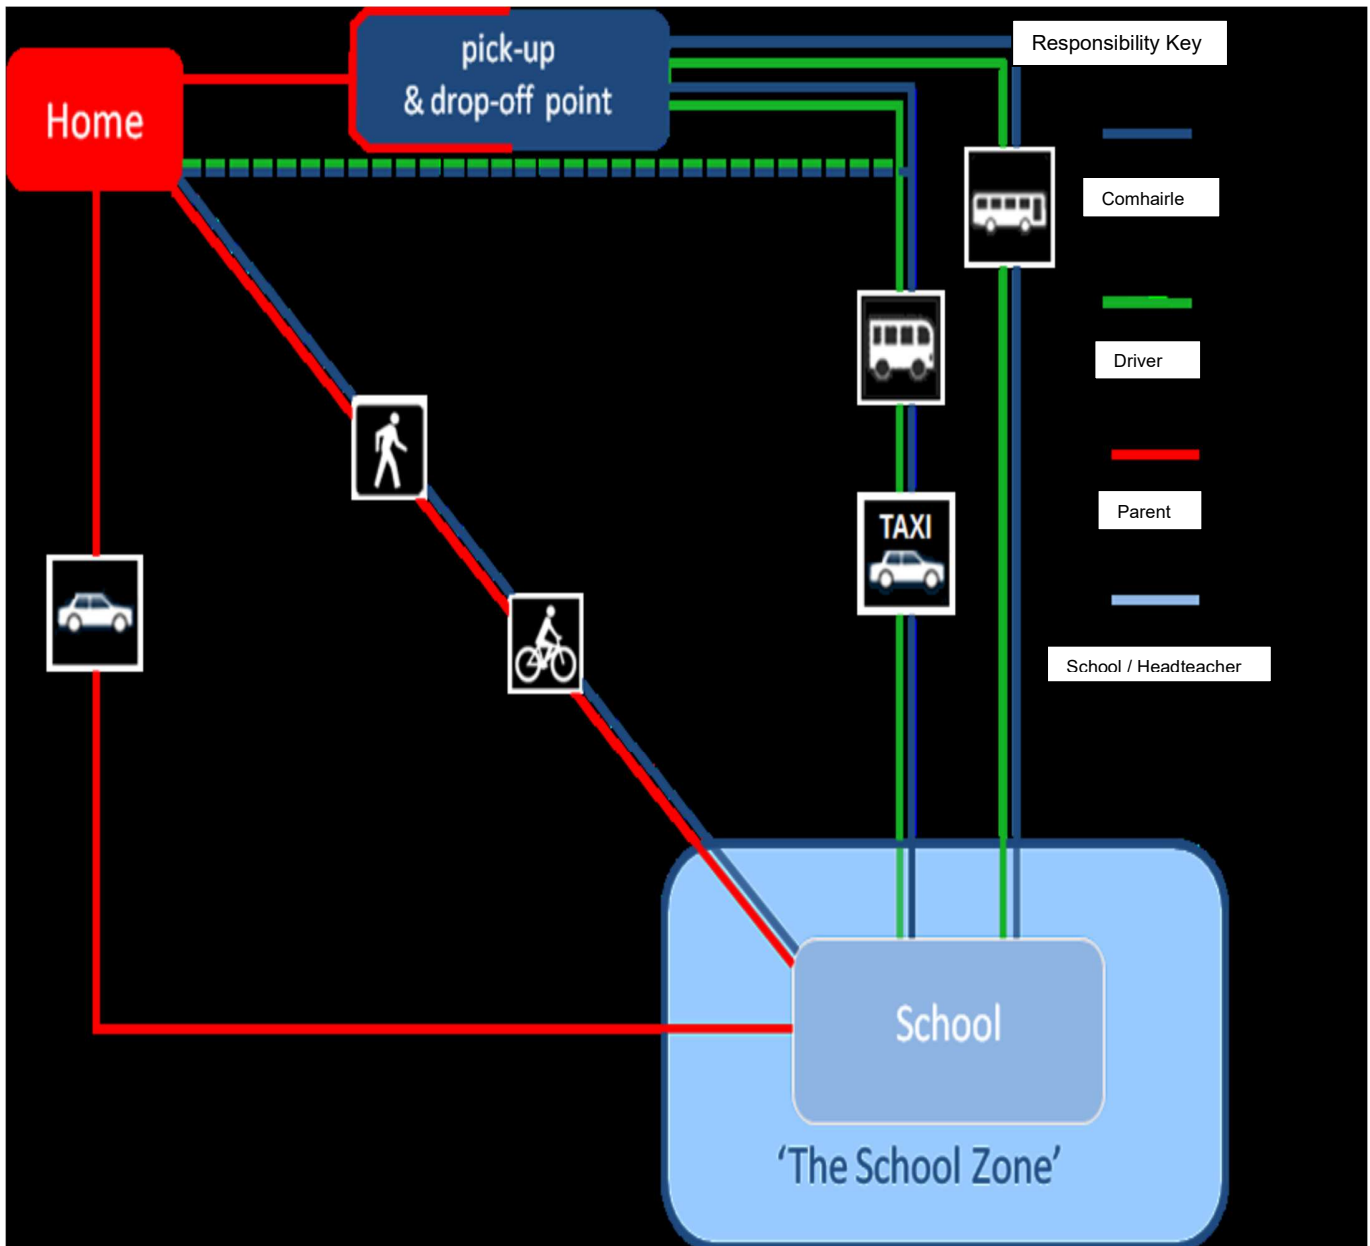 pick-up
& drop-off point
Home
Responsibility Key
Comhairle
Driver
Parent
TAXI
School / Headteacher
School
‘The School Zone’